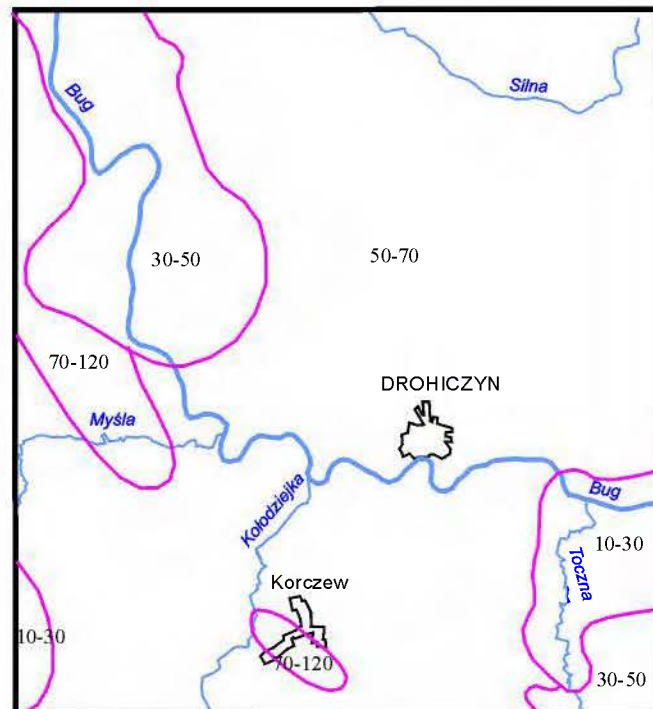 Silna
Bug
30-50
50-70
70-120
DROHICZYN
Myśla
Kołodziejka
Bug
10-30
Toczna
Korczew
10-30
70-120
30-50